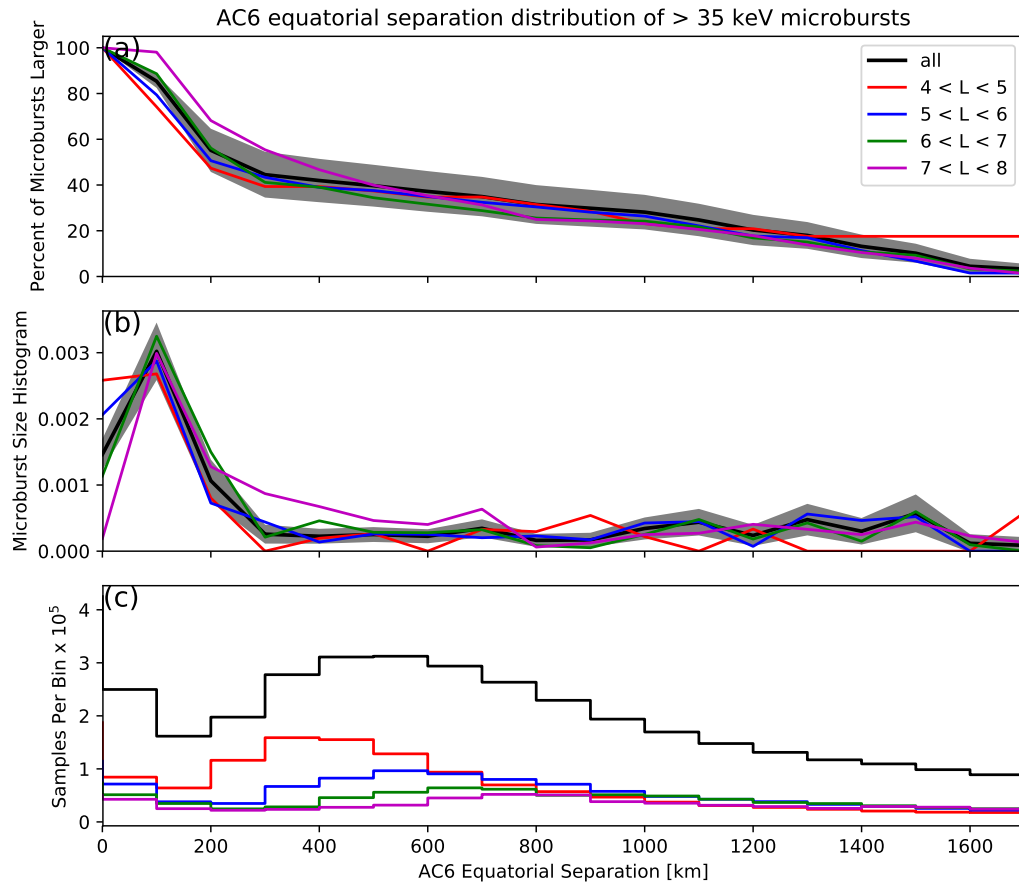 AC6 equatorial separation distribution of > 35 keV microbursts
(a)
Percent of Microbursts Larger
100
80
60
40
20
0
all
4 < L < 5
5 < L < 6
6 < L < 7
7 < L < 8
(b)
Microburst Size Histogram
0.003
0.002
0.001
0.000
(c)
Samples Per Bin x 10⁵
4
3
2
1
0
0 200 400 600 800 1000 1200 1400 1600
AC6 Equatorial Separation [km]